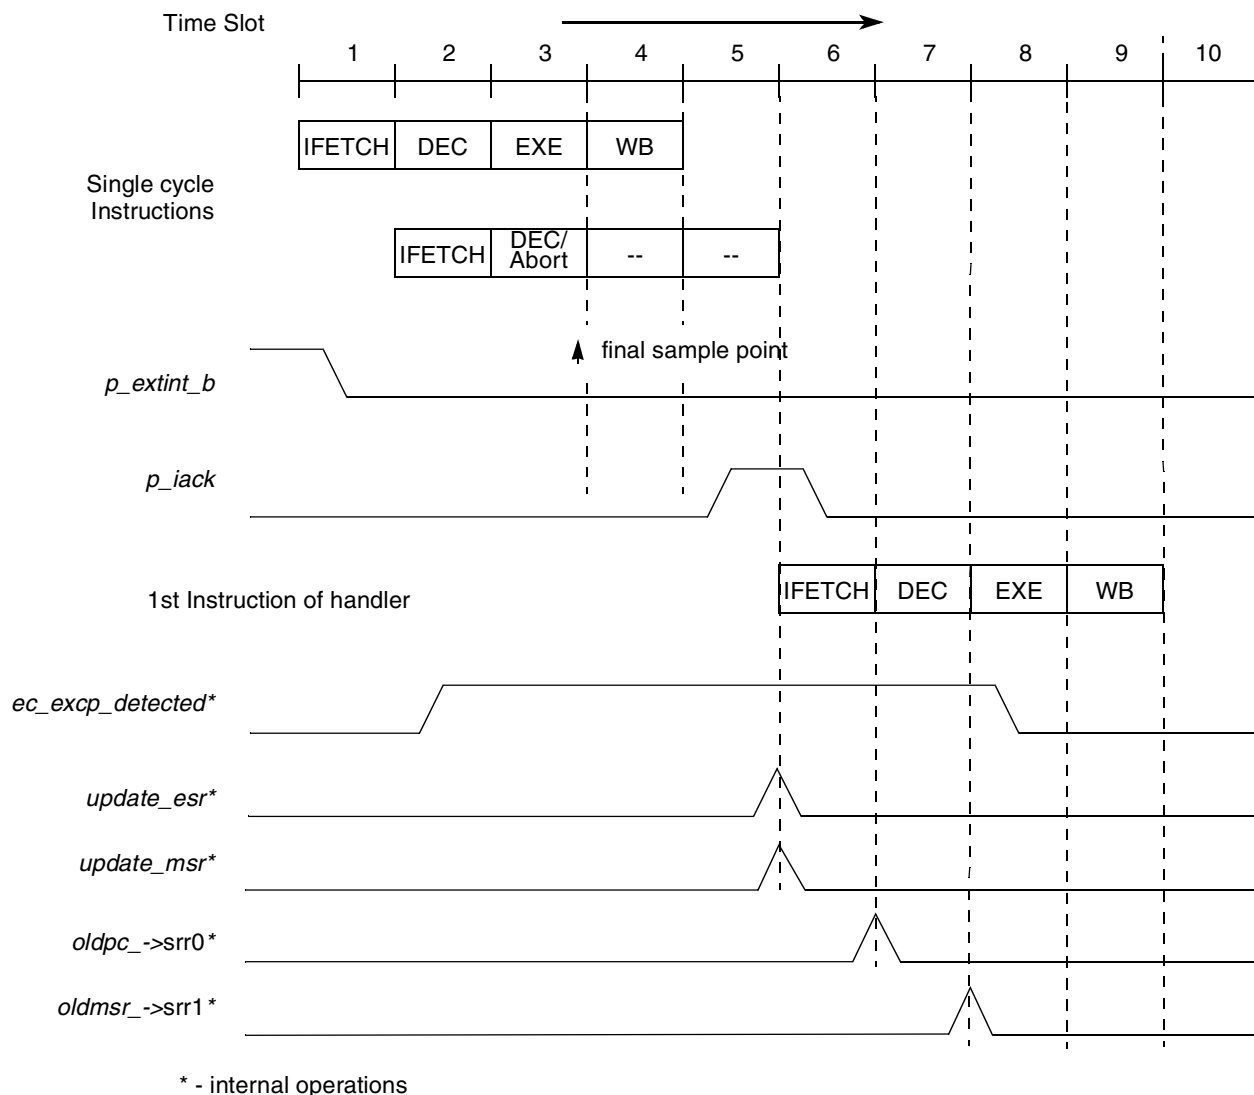 Time Slot
1 2 3 4 5 6 7 8 9 10
IFETCH DEC EXE WB
Single cycle
Instructions
IFETCH DEC/ -- --
Abort
final sample point
p_extint_b
p_iack
1st Instruction of handler
IFETCH DEC EXE WB
ec_excp_detected*
update_esr*
update_msr*
oldpc_->srr0*
oldmsr_->srr1*
* - internal operations